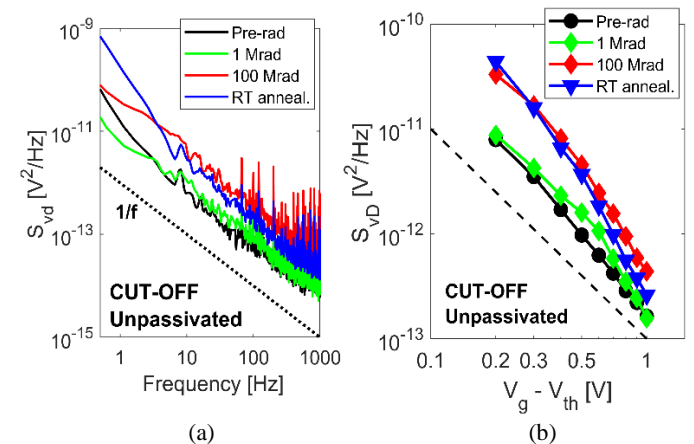 (a)
10^-9
10^-11
10^-13
10^-15
S_vd [V^2/Hz]
Pre-rad
1 Mrad
100 Mrad
RT anneal.
1/f
CUT-OFF
Unpassivated
1 10 100 1000
Frequency [Hz]
(a)
(b)
10^-10
10^-11
10^-12
10^-13
S_vD [V^2/Hz]
Pre-rad
1 Mrad
100 Mrad
RT anneal.
CUT-OFF
Unpassivated
0.1 0.2 0.3 0.5 1
V_g - V_th [V]
(b)